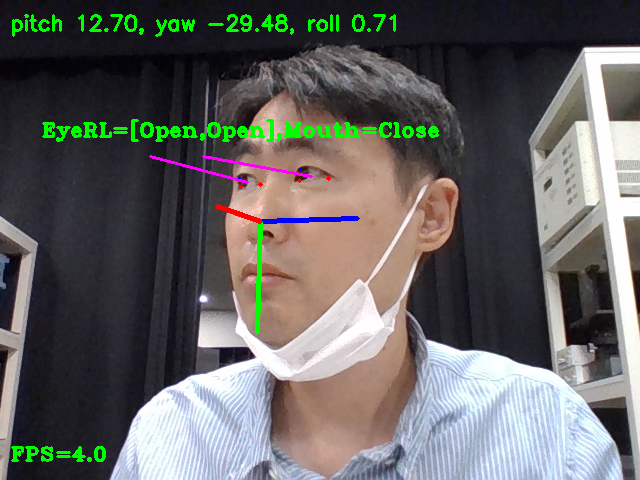 pitch 12.70, yaw -29.48, roll 0.71
EyeRL=[Open,Open],Mouth=Close
FPS=4.0